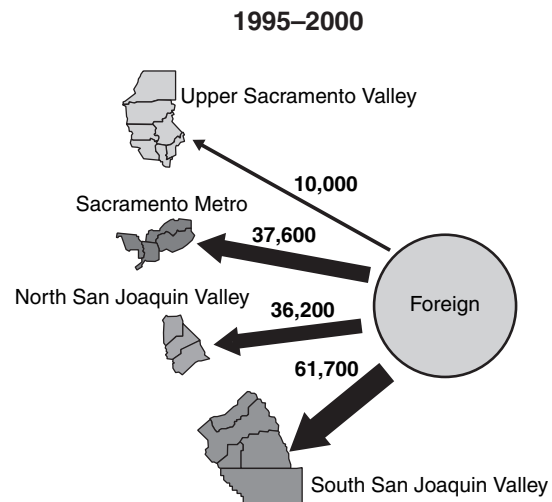 1995–2000
Upper Sacramento Valley
10,000
Sacramento Metro
37,600
North San Joaquin Valley
36,200
Foreign
61,700
South San Joaquin Valley